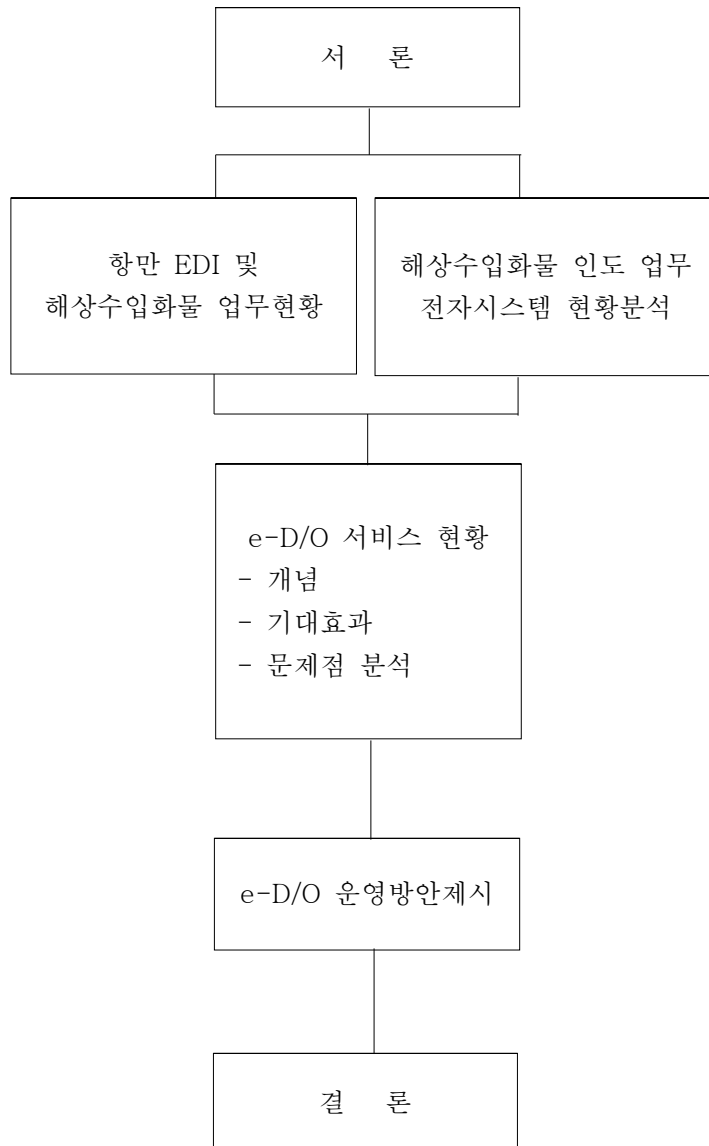 서 론
항만 EDI 및
해상수입화물 업무현황
해상수입화물 인도 업무
전자시스템 현황분석
e-D/O 서비스 현황
- 개념
- 기대효과
- 문제점 분석
e-D/O 운영방안제시
결 론